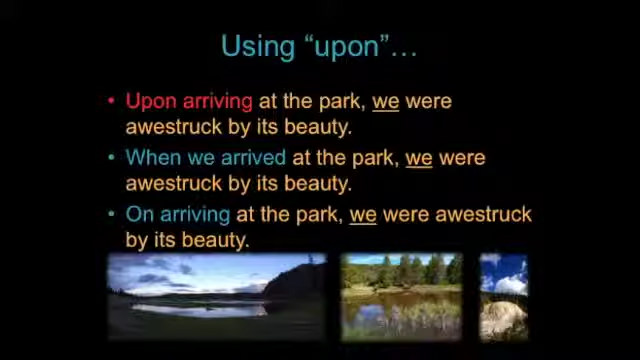 Using “upon”…
• Upon arriving at the park, we were
awestruck by its beauty.
• When we arrived at the park, we were
awestruck by its beauty.
• On arriving at the park, we were awestruck
by its beauty.